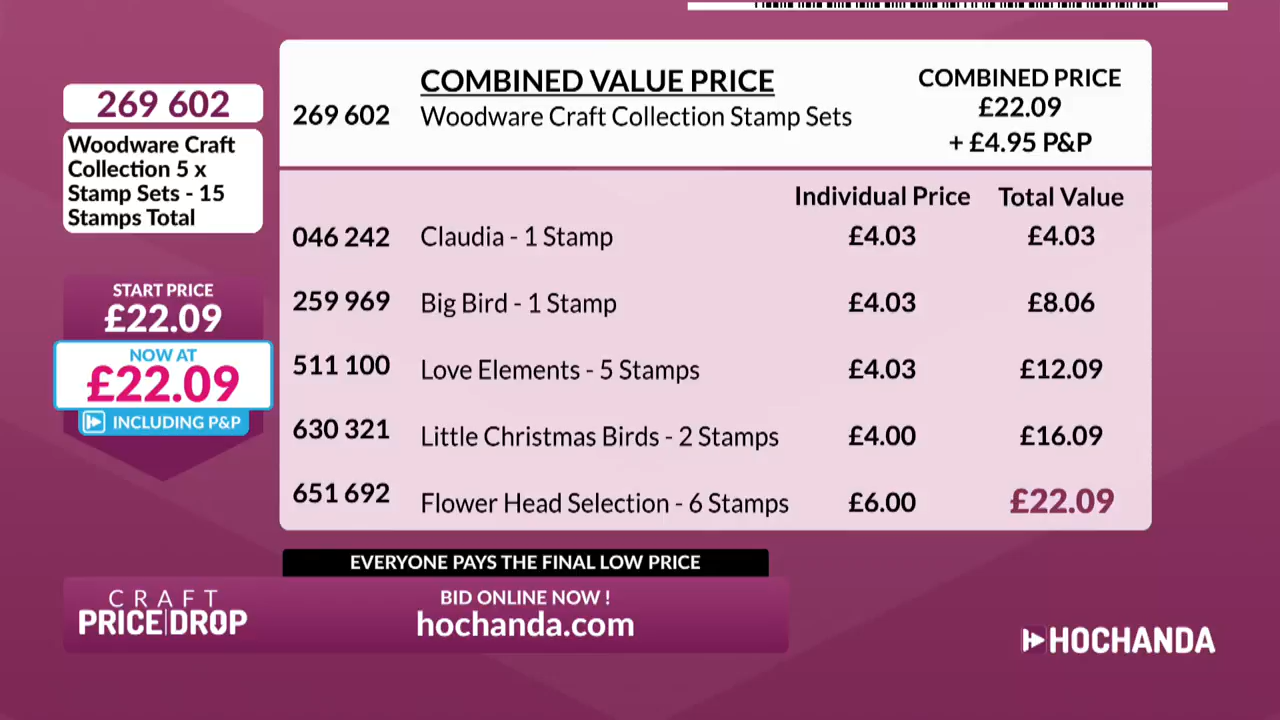 269 602
Woodware Craft
Collection 5 x
Stamp Sets - 15
Stamps Total
START PRICE
£22.09
NOW AT
£22.09
INCLUDING P&P
COMBINED VALUE PRICE
269 602 Woodware Craft Collection Stamp Sets
COMBINED PRICE
£22.09
+ £4.95 P&P
Individual Price Total Value
046 242 Claudia - 1 Stamp £4.03 £4.03
259 969 Big Bird - 1 Stamp £4.03 £8.06
511 100 Love Elements - 5 Stamps £4.03 £12.09
630 321 Little Christmas Birds - 2 Stamps £4.00 £16.09
651 692 Flower Head Selection - 6 Stamps £6.00 £22.09
EVERYONE PAYS THE FINAL LOW PRICE
CRAFT
PRICE DROP
BID ONLINE NOW !
hochanda.com
HOCHANDA